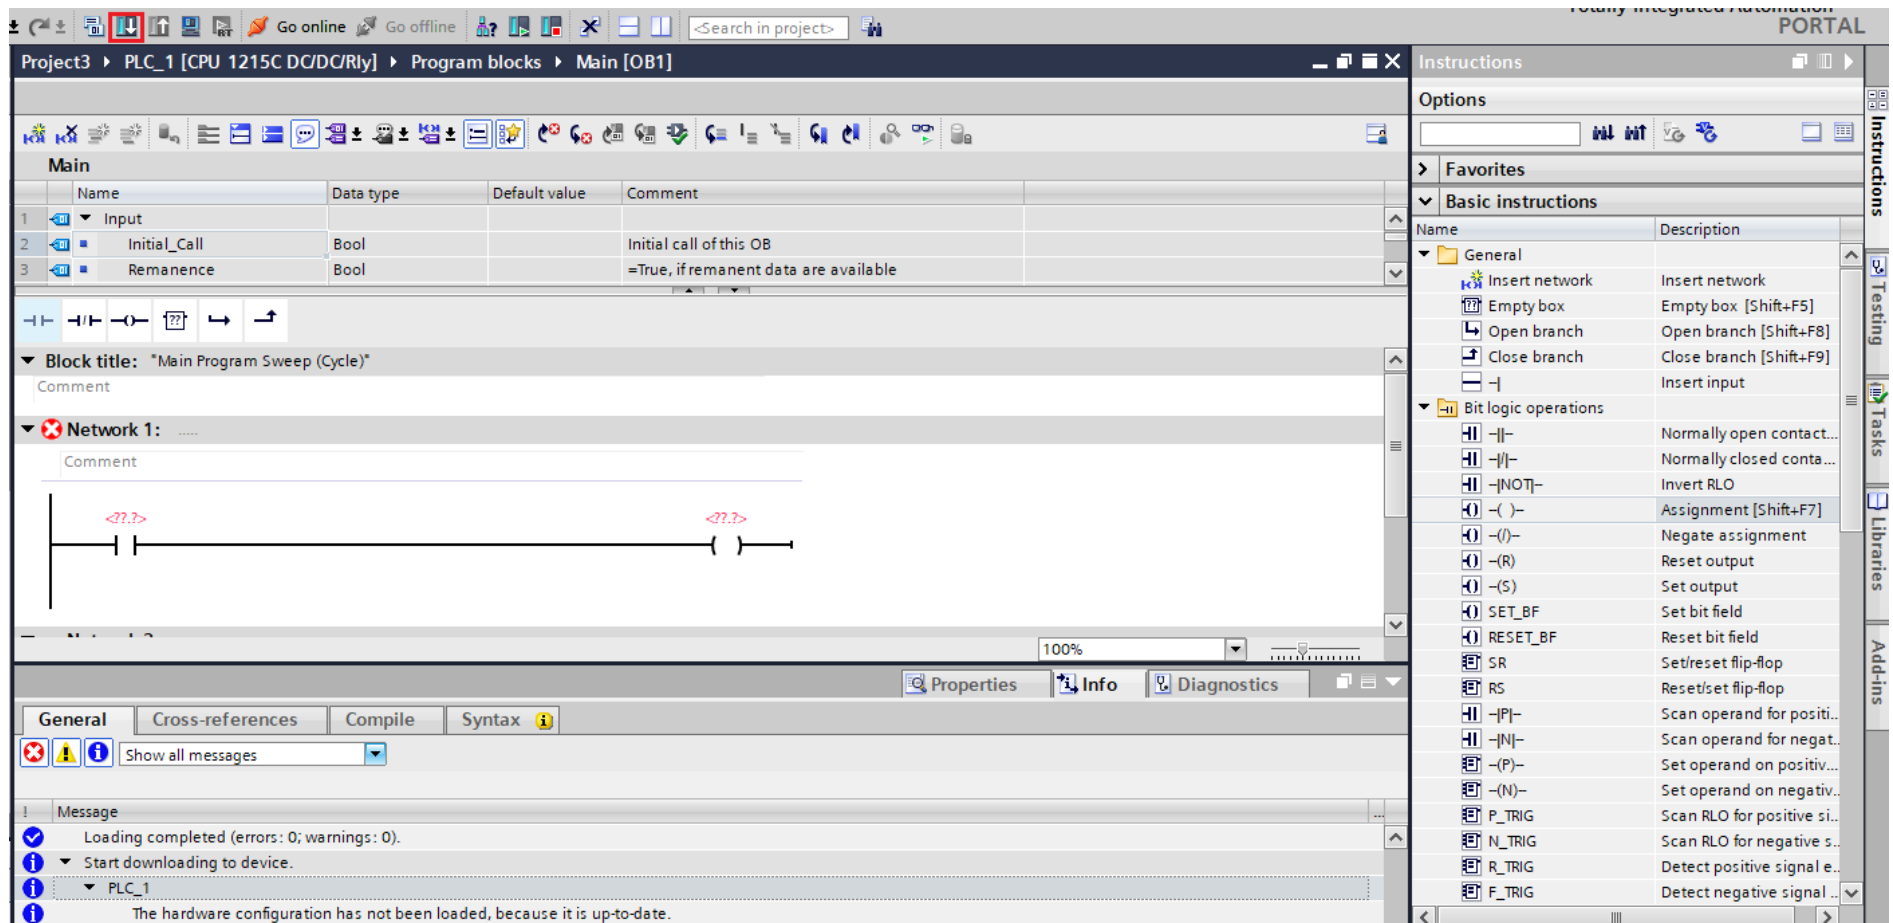 Totally Integrated Automation
PORTAL
Go online
Go offline
<Search in project>
Project3 PLC_1 [CPU 1215C DC/DC/Rly] Program blocks Main [OB1]
Main
Name Data type Default value Comment
1 Input
2 Initial_Call Bool Initial call of this OB
3 Remanence Bool =True, if remanent data are available
??
Block title: "Main Program Sweep (Cycle)"
Comment
Network 1: .....
Comment
<??.?> <??.?>
100%
Properties Info Diagnostics
General Cross-references Compile Syntax
Show all messages
! Message ...
Loading completed (errors: 0; warnings: 0).
Start downloading to device.
PLC_1
The hardware configuration has not been loaded, because it is up-to-date.
Instructions
Options
Favorites
Basic instructions
Name Description
General
Insert network Insert network
Empty box Empty box [Shift+F5]
Open branch Open branch [Shift+F8]
Close branch Close branch [Shift+F9]
-| Insert input
Bit logic operations
-||- Normally open contact...
-|/|- Normally closed conta...
-|NOT|- Invert RLO
-( )- Assignment [Shift+F7]
-(/)- Negate assignment
-(R) Reset output
-(S) Set output
SET_BF Set bit field
RESET_BF Reset bit field
SR Set/reset flip-flop
RS Reset/set flip-flop
-|P|- Scan operand for positi..
-|N|- Scan operand for negat..
-(P)- Set operand on positiv...
-(N)- Set operand on negativ..
P_TRIG Scan RLO for positive si..
N_TRIG Scan RLO for negative s..
R_TRIG Detect positive signal e..
F_TRIG Detect negative signal ..
Instructions
Testing
Tasks
Libraries
Add-ins